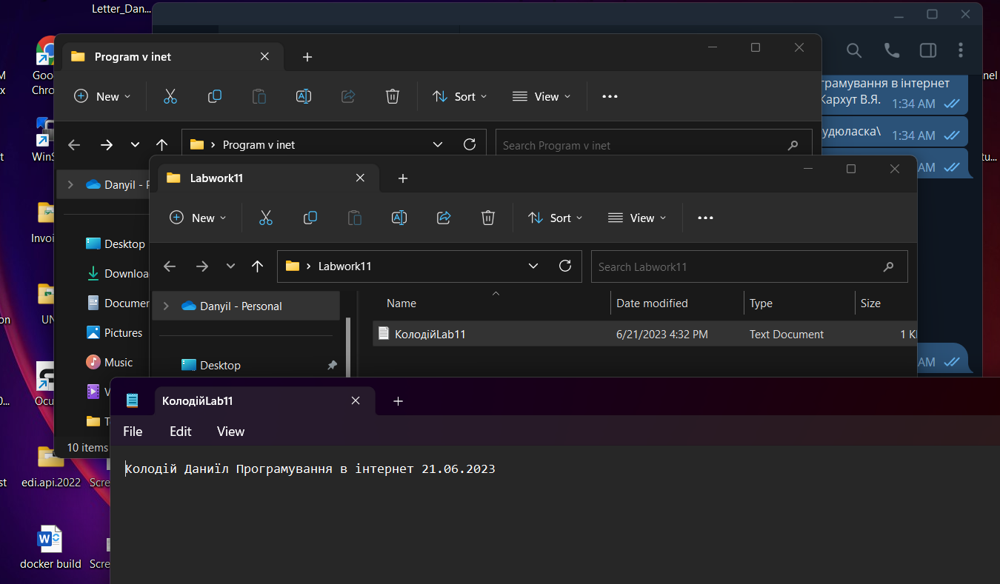 Letter_Dan...
Program v inet
New
Sort
View
Program v inet
Search Program v inet
Danyil - P
Desktop
Downloa
Documen
Pictures
Music
V
T
10 items
грамування в інтернет
Кархут В.Я.
1:34 AM
удюласка\
1:34 AM
AM
AM
Labwork11
New
Sort
View
Labwork11
Search Labwork11
Danyil - Personal
Desktop
Name
Date modified
Type
Size
КолодійLab11
6/21/2023 4:32 PM
Text Document
1 K
КолодійLab11
File
Edit
View
Колодій Даниїл Програмування в інтернет 21.06.2023
Goo
Chro
WinS
Invoi
UN
Ocu
edi.api.2022
Scre
docker build
Scre
M
x
t
on
0...
st
nel
tu...